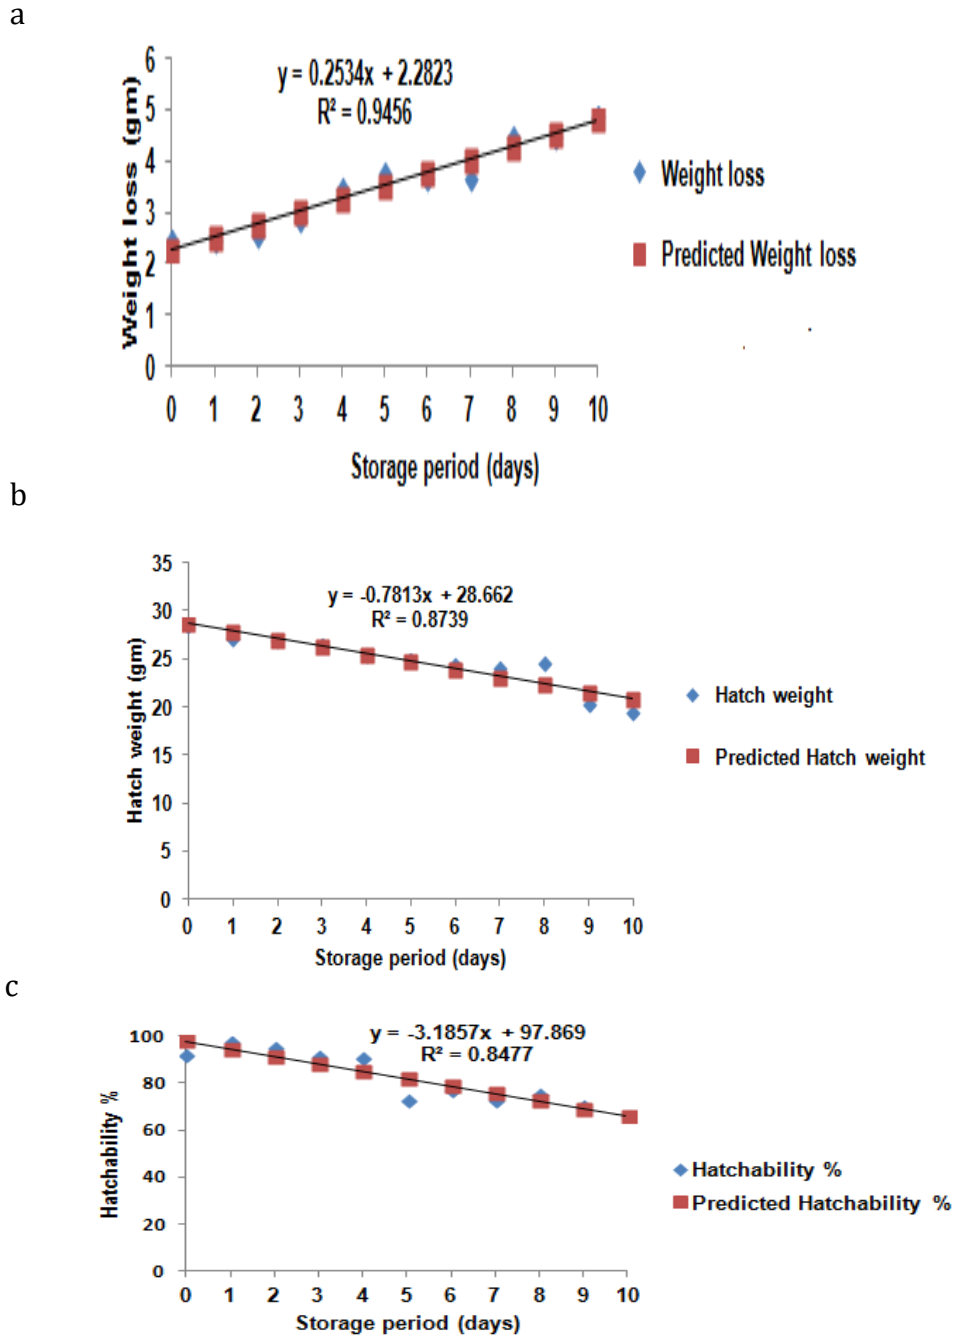 a
6
5
4
3
2
1
0
Weight loss (gm)
y = 0.2534x + 2.2823
R² = 0.9456
Weight loss
Predicted Weight loss
0 1 2 3 4 5 6 7 8 9 10
Storage period (days)
b
35
30
25
20
15
10
5
0
Hatch weight (gm)
y = -0.7813x + 28.662
R² = 0.8739
Hatch weight
Predicted Hatch weight
0 1 2 3 4 5 6 7 8 9 10
Storage period (days)
c
100
80
60
40
20
0
Hatchability %
y = -3.1857x + 97.869
R² = 0.8477
Hatchability %
Predicted Hatchability %
0 1 2 3 4 5 6 7 8 9 10
Storage period (days)